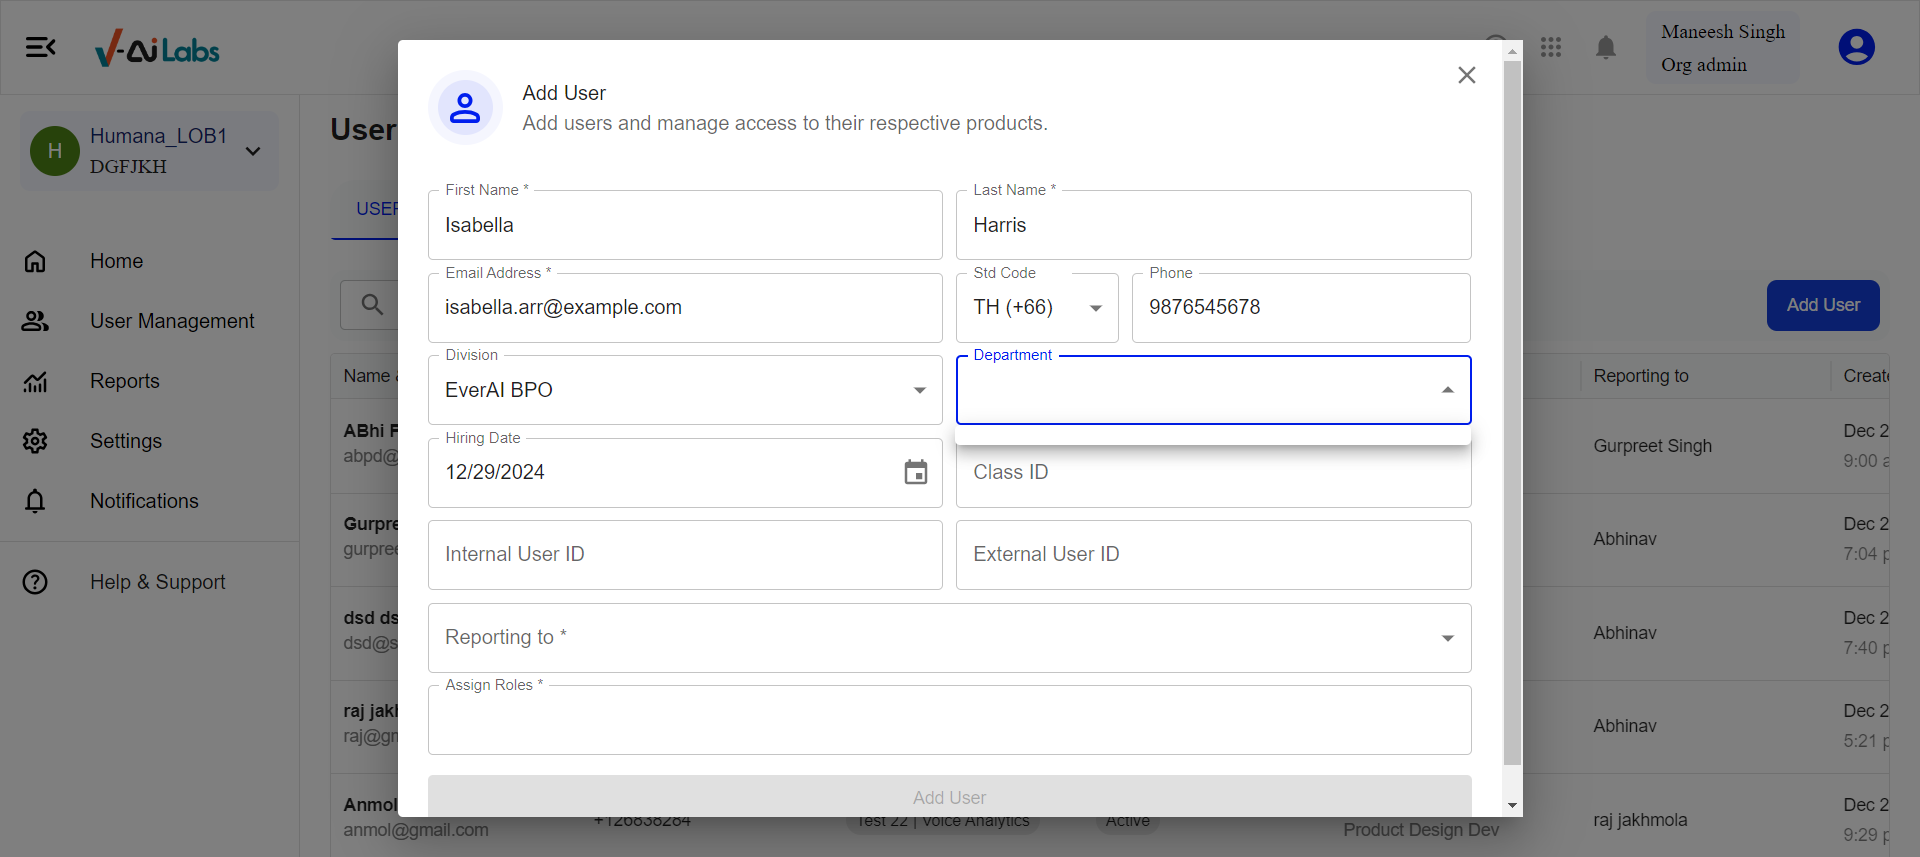 V-Ai Labs
Maneesh Singh
Org admin
H
Humana_LOB1
DGFJKH
Home
User Management
Reports
Settings
Notifications
Help & Support
User
USER
Add User
Add users and manage access to their respective products.
First Name *
Isabella
Last Name *
Harris
Email Address *
isabella.arr@example.com
Std Code
TH (+66)
Phone
9876545678
Division
EverAI BPO
Department
Hiring Date
12/29/2024
Class ID
Internal User ID
External User ID
Reporting to *
Assign Roles *
Add User
Add User
Name
Reporting to
Create
ABhi
abpd@
Gurpreet Singh
Dec 2
9:00 a
Gurpre
gurpree
Abhinav
Dec 2
7:04 p
dsd ds
dsd@s
Abhinav
Dec 2
7:40 p
raj jakh
raj@gm
Abhinav
Dec 2
5:21 p
Anmol
anmol@gmail.com
+126838284
Test 22 | Voice Analytics
Active
Product Design Dev
raj jakhmola
Dec 2
9:29 p